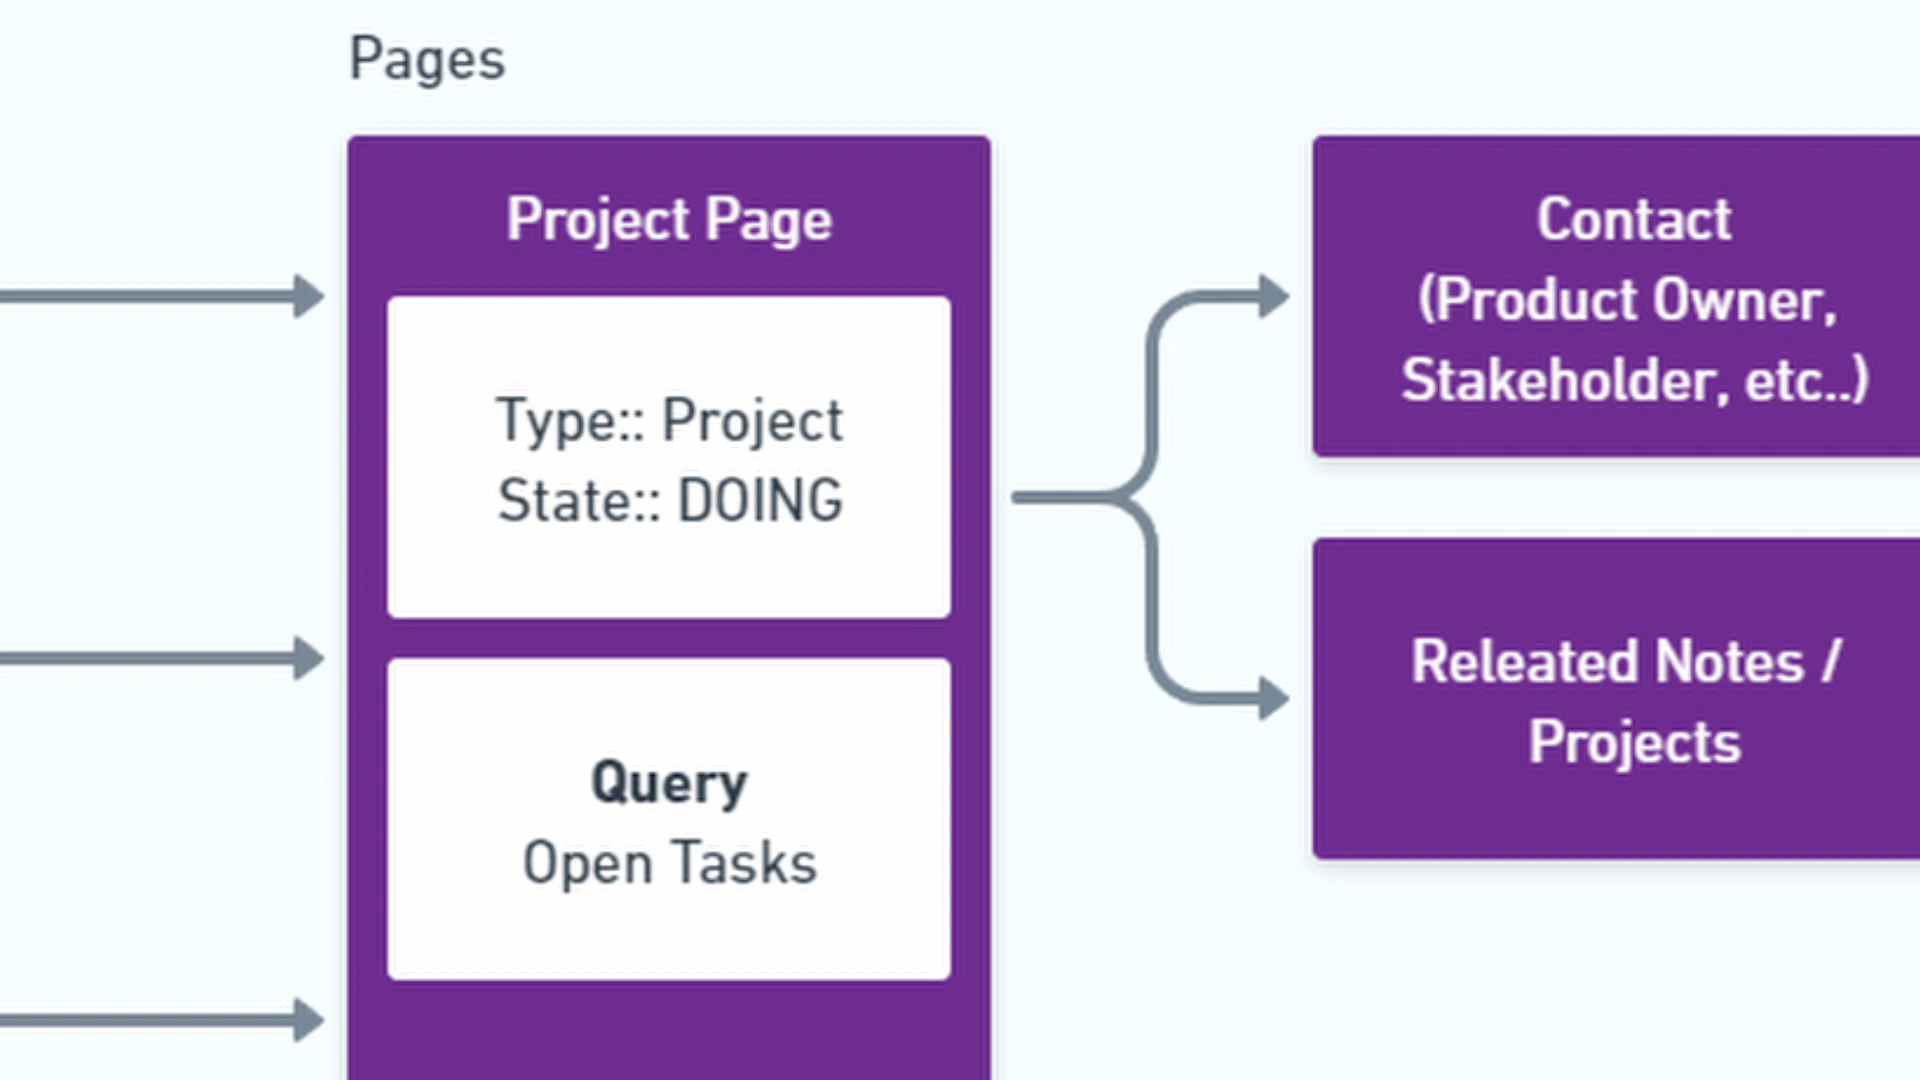 Pages
Project Page
Type:: Project
State:: DOING
Query
Open Tasks
Contact
(Product Owner,
Stakeholder, etc..)
Releated Notes /
Projects